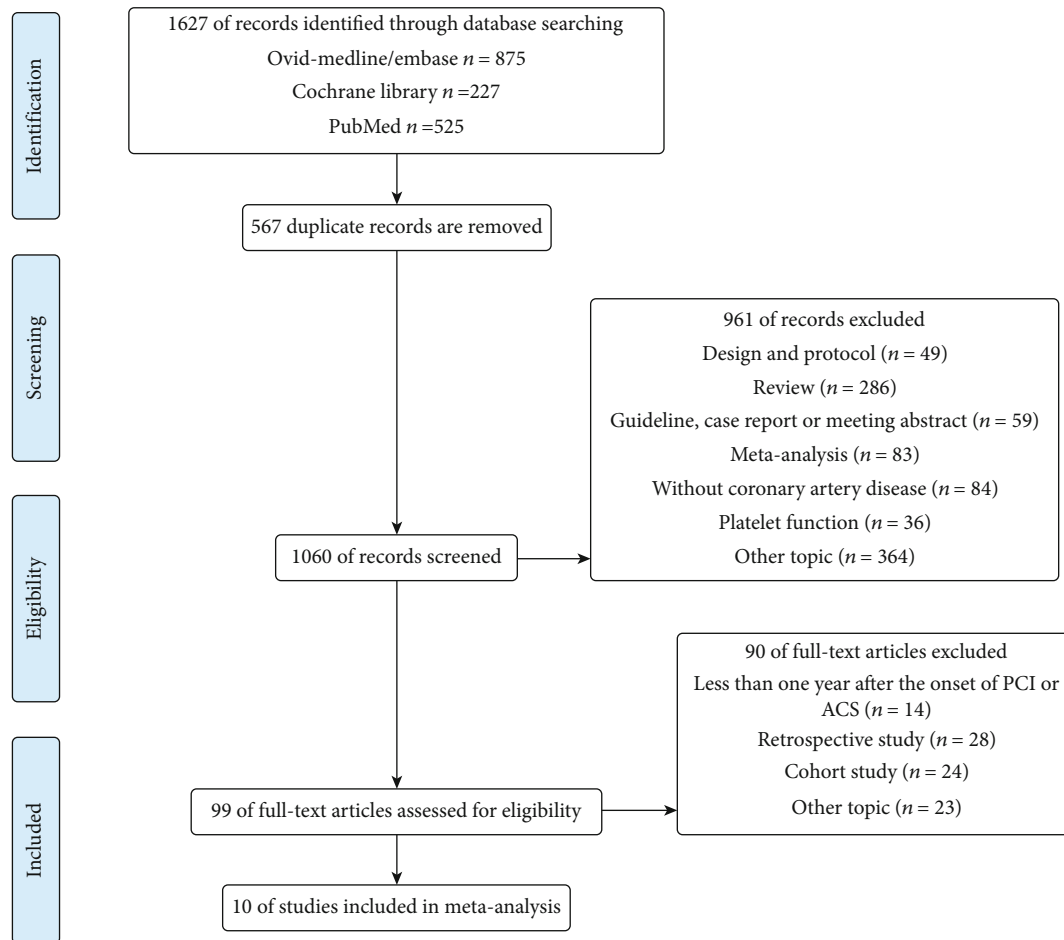 Identification
1627 of records identified through database searching
Ovid-medline/embase n = 875
Cochrane library n =227
PubMed n =525
567 duplicate records are removed
Screening
961 of records excluded
Design and protocol (n = 49)
Review (n = 286)
Guideline, case report or meeting abstract (n = 59)
Meta-analysis (n = 83)
Without coronary artery disease (n = 84)
Platelet function (n = 36)
Other topic (n = 364)
Eligibility
1060 of records screened
90 of full-text articles excluded
Less than one year after the onset of PCI or
ACS (n = 14)
Retrospective study (n = 28)
Cohort study (n = 24)
Other topic (n = 23)
Included
99 of full-text articles assessed for eligibility
10 of studies included in meta-analysis